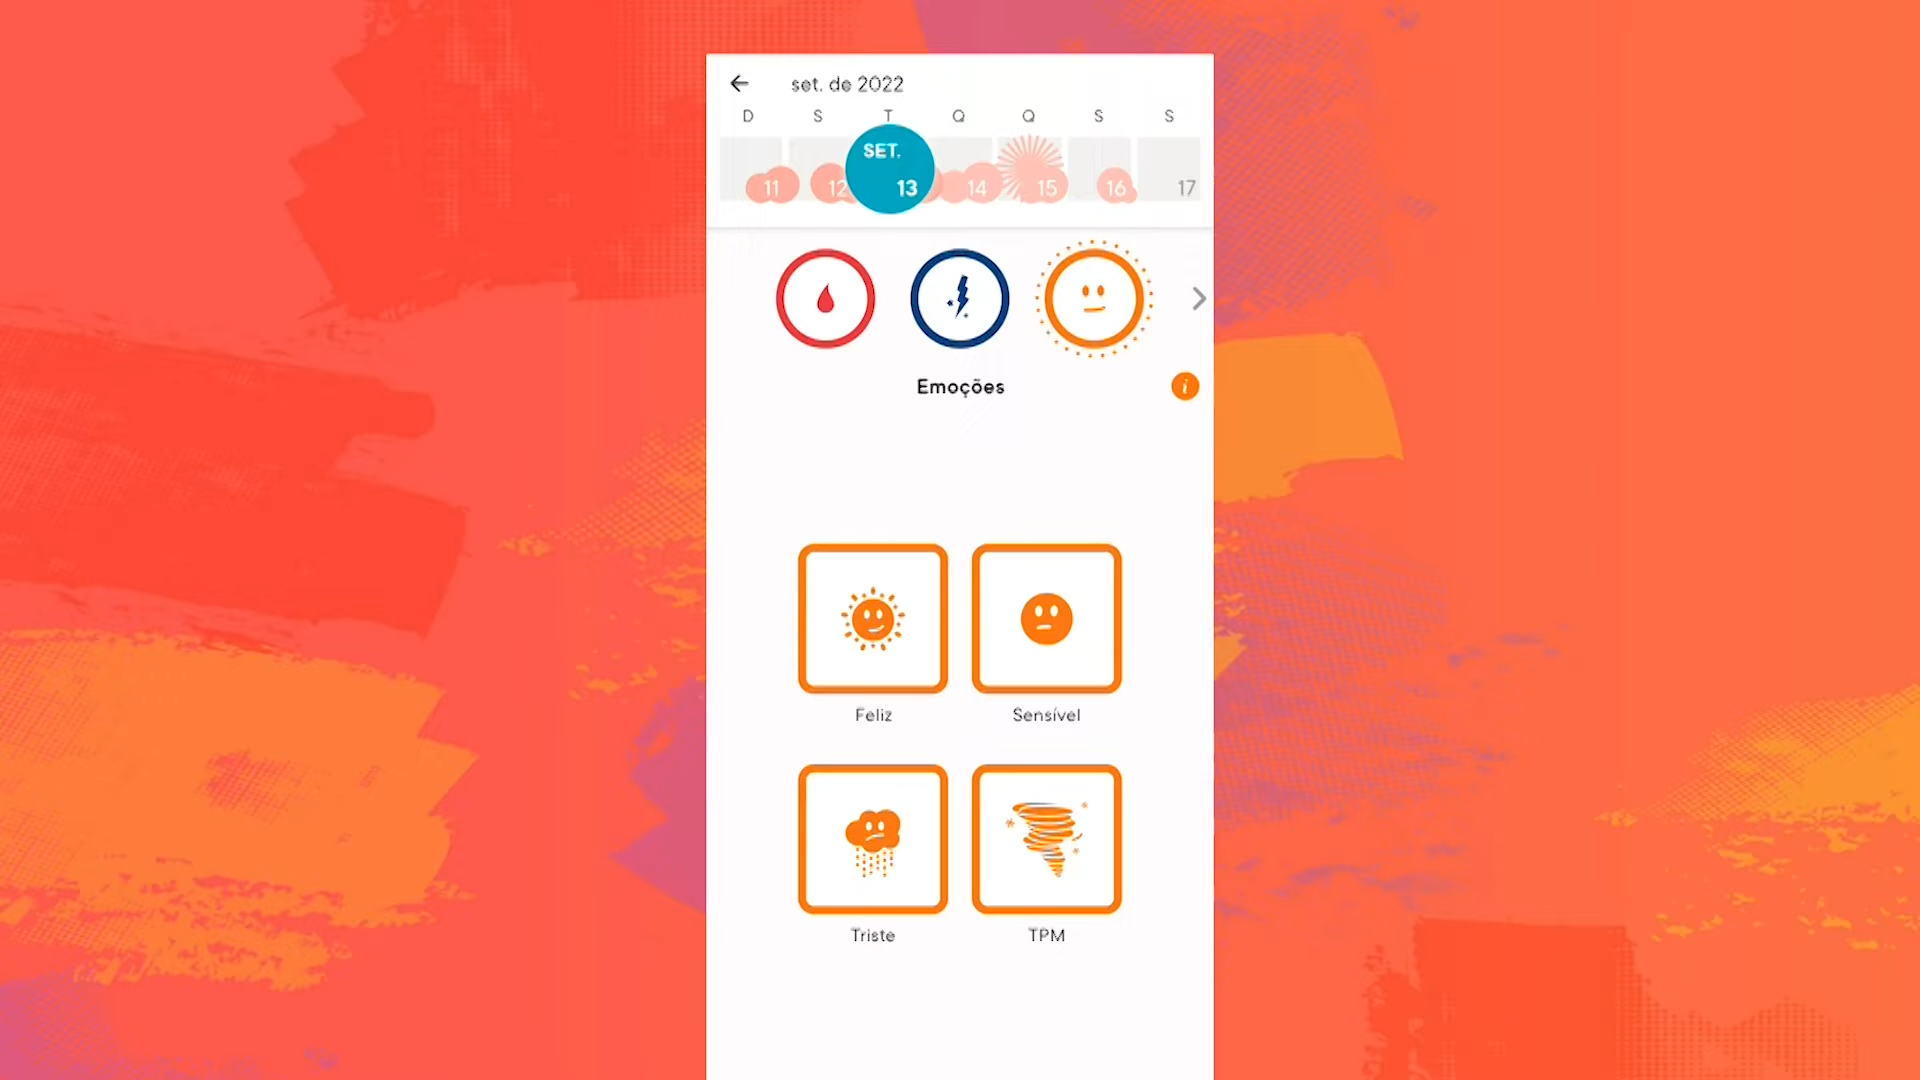 set. de 2022
D S T Q Q S S
SET.
11 12 13 14 15 16 17
Emoções
i
Feliz Sensível
Triste TPM